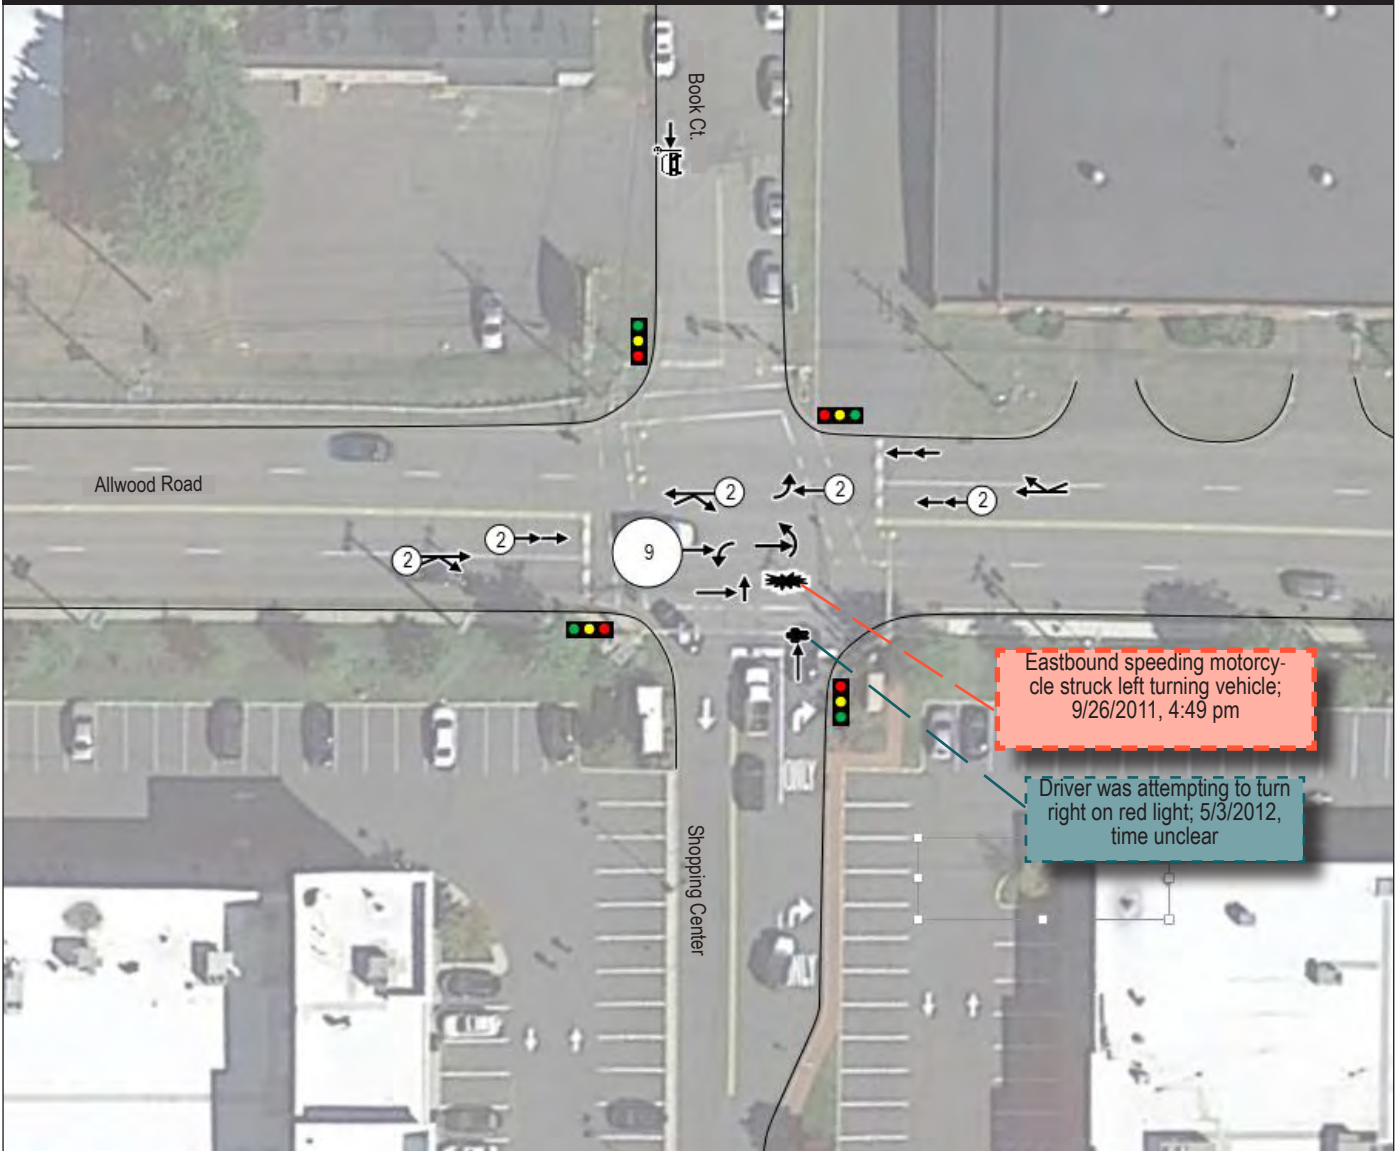 Book Ct.
Allwood Road
2
2
2
2
2
9
Eastbound speeding motorcy-
cle struck left turning vehicle;
9/26/2011, 4:49 pm
Driver was attempting to turn
right on red light; 5/3/2012,
time unclear
ONLY
Shopping Center
ONLY